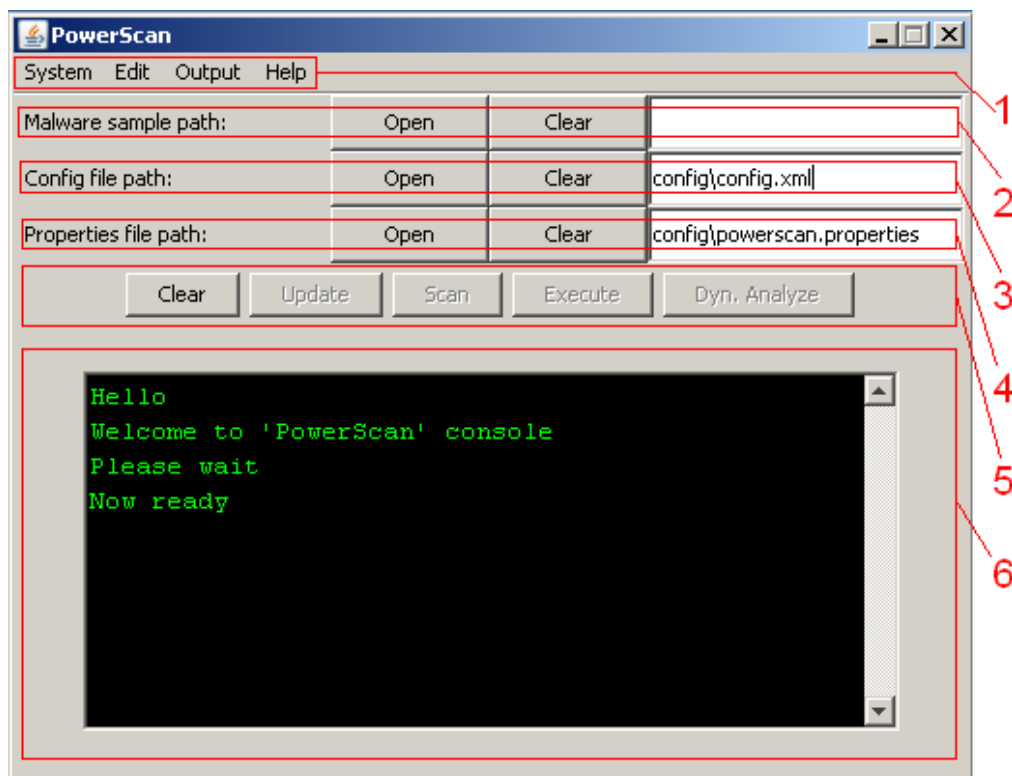 PowerScan
System Edit Output Help
1
Malware sample path: Open Clear
2
Config file path: Open Clear config\config.xml
3
Properties file path: Open Clear config\powerscan.properties
4
Clear Update Scan Execute Dyn. Analyze
5
Hello
Welcome to 'PowerScan' console
Please wait
Now ready
6